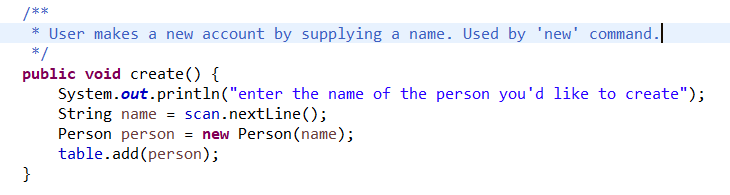 /**
 * User makes a new account by supplying a name. Used by 'new' command.
 */
public void create() {
    System.out.println("enter the name of the person you'd like to create");
    String name = scan.nextLine();
    Person person = new Person(name);
    table.add(person);
}